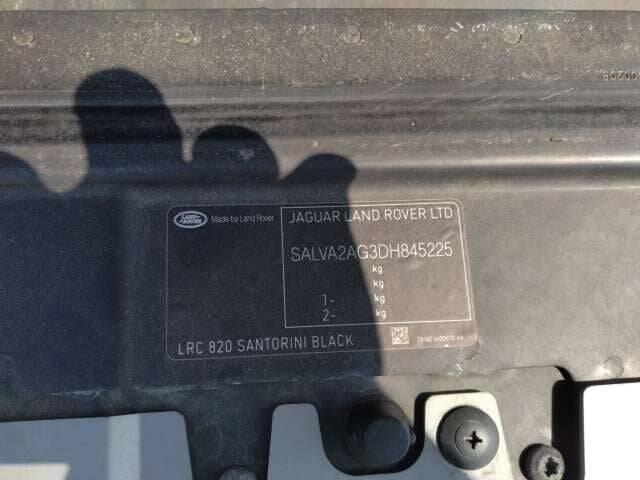 00208
LAND ROVER
Made by Land Rover
JAGUAR LAND ROVER LTD
SALVA2AG3DH845225
kg
kg
1- kg
2- kg
LRC 820 SANTORINI BLACK